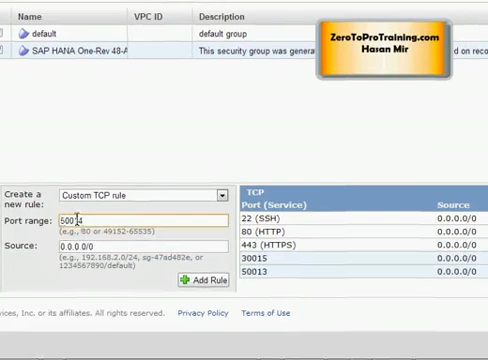 Name VPC ID Description
default default group
SAP HANA One-Rev 48-A This security group was genera on reco
ZeroToProTraining.com
Hasan Mir
Create a new rule: Custom TCP rule
Port range: 50014
(e.g., 80 or 49152-65535)
Source: 0.0.0.0/0
(e.g., 192.168.2.0/24, sg-47ad482e, or
1234567890/default)
Add Rule
TCP
Port (Service) Source
22 (SSH) 0.0.0.0/0
80 (HTTP) 0.0.0.0/0
443 (HTTPS) 0.0.0.0/0
30015 0.0.0.0/0
50013 0.0.0.0/0
ices, Inc. or its affiliates. All rights reserved. Privacy Policy Terms of Use